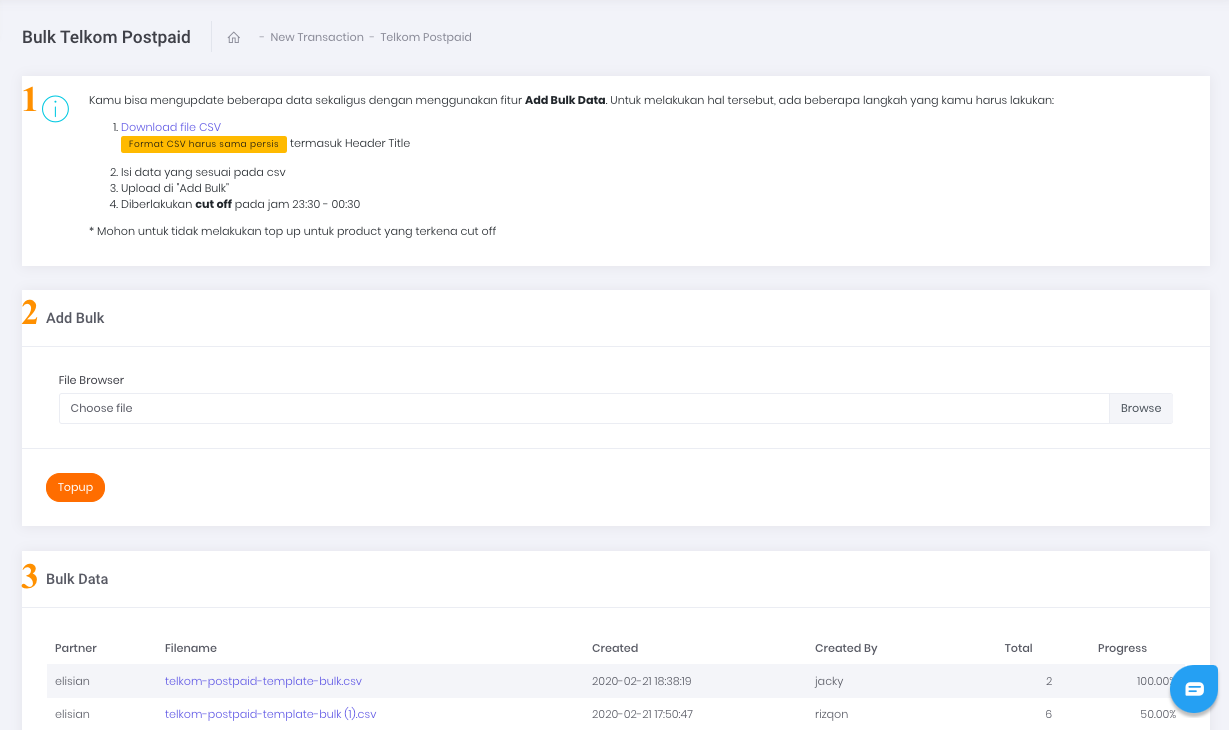 Bulk Telkom Postpaid - New Transaction - Telkom Postpaid
1
Kamu bisa mengupdate beberapa data sekaligus dengan menggunakan fitur Add Bulk Data. Untuk melakukan hal tersebut, ada beberapa langkah yang kamu harus lakukan:
1. Download file CSV
Format CSV harus sama persis termasuk Header Title
2. Isi data yang sesuai pada csv
3. Upload di "Add Bulk"
4. Diberlakukan cut off pada jam 23:30 - 00:30
* Mohon untuk tidak melakukan top up untuk product yang terkena cut off
2 Add Bulk
File Browser
Choose file Browse
Topup
3 Bulk Data
Partner Filename Created Created By Total Progress
elisian telkom-postpaid-template-bulk.csv 2020-02-21 18:38:19 jacky 2 100.00%
elisian telkom-postpaid-template-bulk (1).csv 2020-02-21 17:50:47 rizqon 6 50.00%